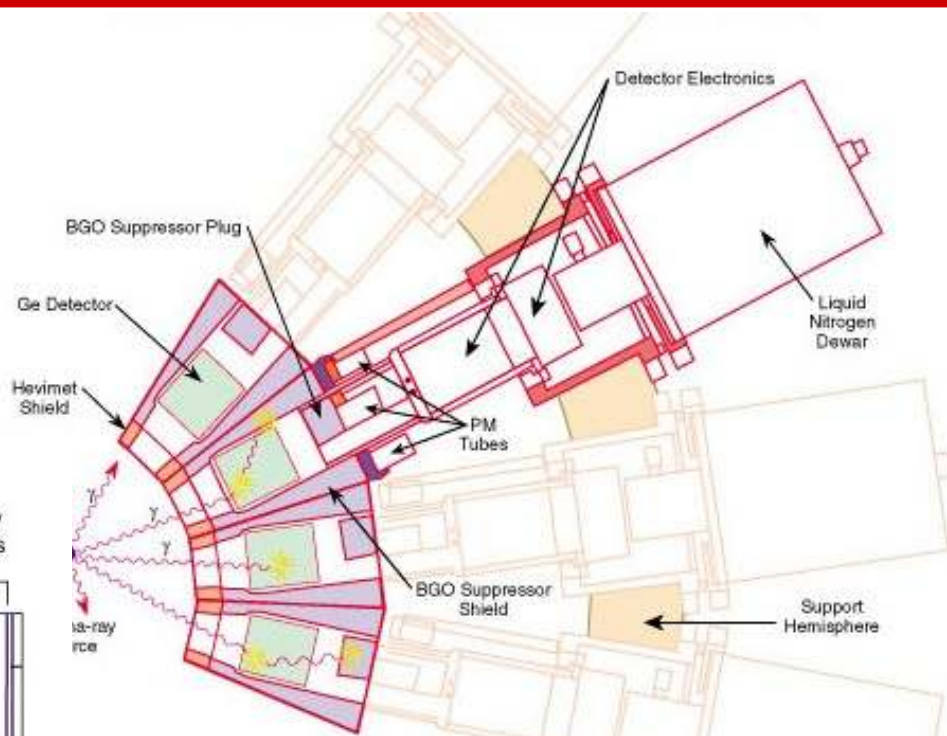 Detector Electronics
BGO Suppressor Plug
Ge Detector
Liquid
Nitrogen
Dewar
Hevimet
Shield
PM
Tubes
γ
γ
γ
BGO Suppressor
Shield
Support
Hemisphere